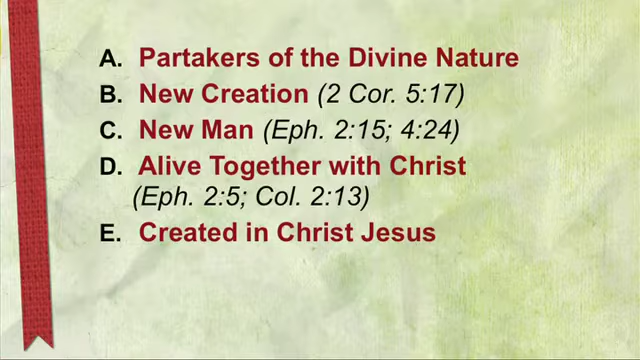 A. Partakers of the Divine Nature
B. New Creation (2 Cor. 5:17)
C. New Man (Eph. 2:15; 4:24)
D. Alive Together with Christ
(Eph. 2:5; Col. 2:13)
E. Created in Christ Jesus